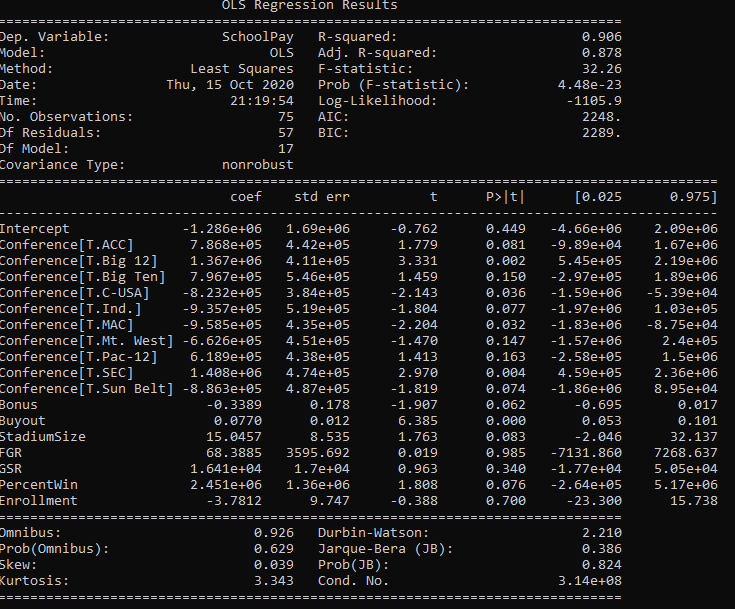 OLS Regression Results
==============================================================================
Dep. Variable:              SchoolPay   R-squared:                       0.906
Model:                            OLS   Adj. R-squared:                  0.878
Method:                 Least Squares   F-statistic:                     32.26
Date:                Thu, 15 Oct 2020   Prob (F-statistic):           4.48e-23
Time:                        21:19:54   Log-Likelihood:                -1105.9
No. Observations:                  75   AIC:                             2248.
Df Residuals:                      57   BIC:                             2289.
Df Model:                          17
Covariance Type:            nonrobust
==========================================================================================
                             coef    std err          t      P>|t|      [0.025      0.975]
------------------------------------------------------------------------------------------
Intercept              -1.286e+06   1.69e+06     -0.762      0.449   -4.66e+06    2.09e+06
Conference[T.ACC]       7.868e+05   4.42e+05      1.779      0.081   -9.89e+04    1.67e+06
Conference[T.Big 12]    1.367e+06   4.11e+05      3.331      0.002    5.45e+05    2.19e+06
Conference[T.Big Ten]   7.967e+05   5.46e+05      1.459      0.150   -2.97e+05    1.89e+06
Conference[T.C-USA]    -8.232e+05   3.84e+05     -2.143      0.036   -1.59e+06   -5.39e+04
Conference[T.Ind.]     -9.357e+05   5.19e+05     -1.804      0.077   -1.97e+06    1.03e+05
Conference[T.MAC]      -9.585e+05   4.35e+05     -2.204      0.032   -1.83e+06   -8.75e+04
Conference[T.Mt. West] -6.626e+05   4.51e+05     -1.470      0.147   -1.57e+06     2.4e+05
Conference[T.Pac-12]    6.189e+05   4.38e+05      1.413      0.163   -2.58e+05     1.5e+06
Conference[T.SEC]       1.408e+06   4.74e+05      2.970      0.004    4.59e+05    2.36e+06
Conference[T.Sun Belt] -8.863e+05   4.87e+05     -1.819      0.074   -1.86e+06    8.95e+04
Bonus                     -0.3389      0.178     -1.907      0.062      -0.695       0.017
Buyout                     0.0770      0.012      6.385      0.000       0.053       0.101
StadiumSize               15.0457      8.535      1.763      0.083      -2.046      32.137
FGR                       68.3885   3595.692      0.019      0.985   -7131.860    7268.637
GSR                     1.641e+04    1.7e+04      0.963      0.340   -1.77e+04    5.05e+04
PercentWin              2.451e+06   1.36e+06      1.808      0.076   -2.64e+05    5.17e+06
Enrollment                -3.7812      9.747     -0.388      0.700     -23.300      15.738
==============================================================================
Omnibus:                        0.926   Durbin-Watson:                   2.210
Prob(Omnibus):                  0.629   Jarque-Bera (JB):                0.386
Skew:                           0.039   Prob(JB):                        0.824
Kurtosis:                       3.343   Cond. No.                     3.14e+08
==============================================================================